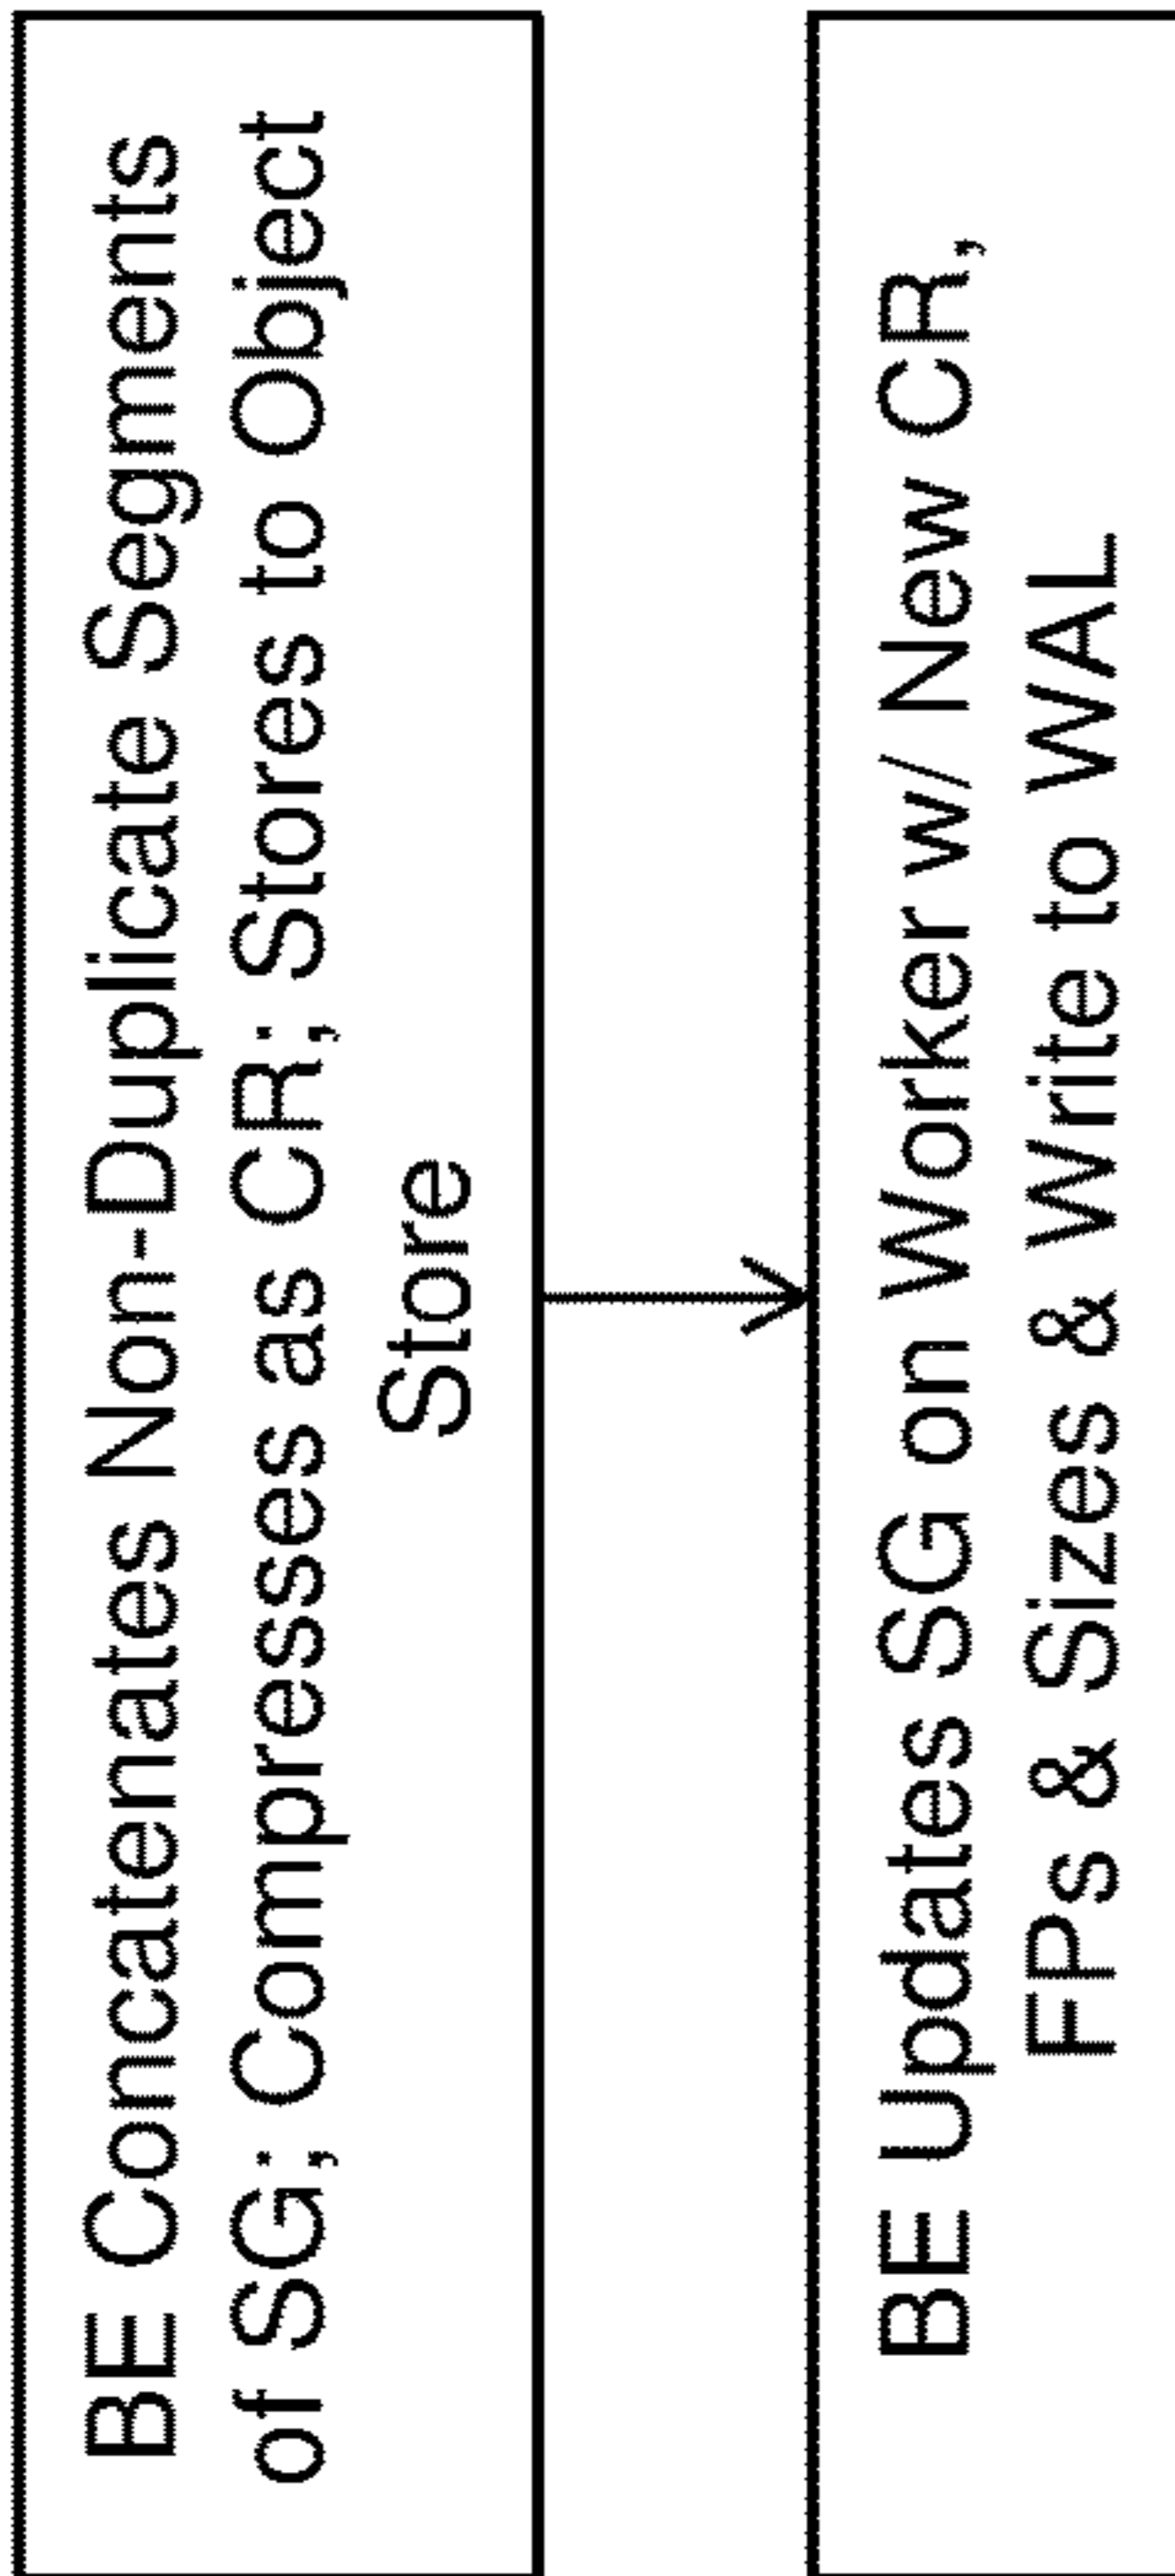 BE Concatenates Non-Duplicate Segments
of SG; Compresses as CR; Stores to Object
Store
BE Updates SG on Worker w/ New CR,
FPs & Sizes & Write to WAL